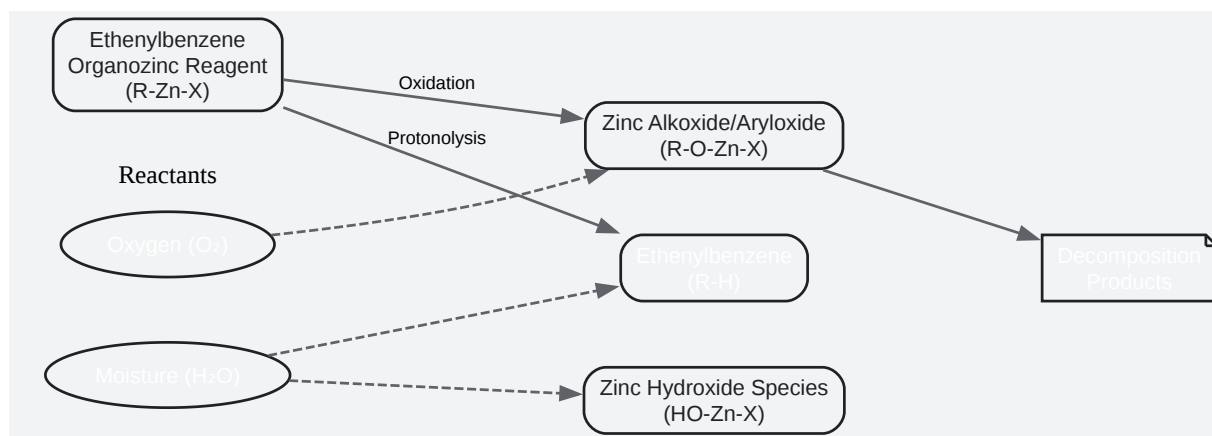 Ethenylbenzene
Organozinc Reagent
(R-Zn-X)
Oxidation
Protonolysis
Zinc Alkoxide/Aryloxide
(R-O-Zn-X)
Reactants
Oxygen (O₂)
Ethenylbenzene
(R-H)
Decomposition
Products
Moisture (H₂O)
Zinc Hydroxide Species
(HO-Zn-X)